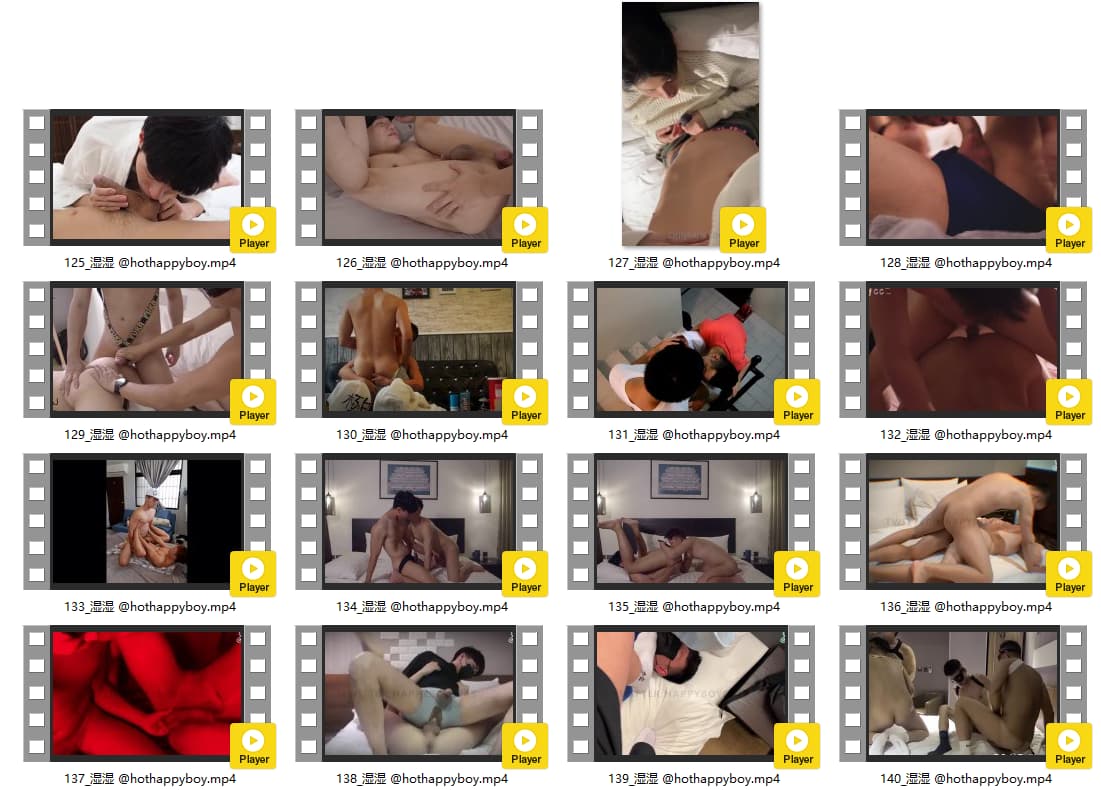 Player
Player
Player
Player
125_湿湿 @hothappyboy.mp4
126_湿湿 @hothappyboy.mp4
127_湿湿 @hothappyboy.mp4
128_湿湿 @hothappyboy.mp4
Player
Player
Player
Player
129_湿湿 @hothappyboy.mp4
130_湿湿 @hothappyboy.mp4
131_湿湿 @hothappyboy.mp4
132_湿湿 @hothappyboy.mp4
Player
Player
Player
Player
133_湿湿 @hothappyboy.mp4
134_湿湿 @hothappyboy.mp4
135_湿湿 @hothappyboy.mp4
136_湿湿 @hothappyboy.mp4
Player
Player
Player
Player
137_湿湿 @hothappyboy.mp4
138_湿湿 @hothappyboy.mp4
139_湿湿 @hothappyboy.mp4
140_湿湿 @hothappyboy.mp4